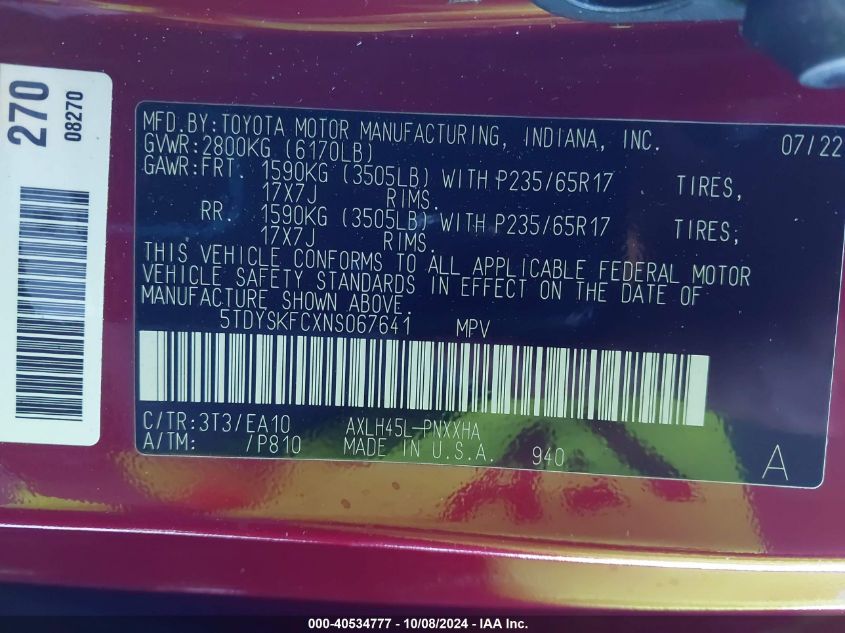 270
08270
MFD.BY:TOYOTA MOTOR MANUFACTURING, INDIANA, INC. 07/22
GVWR:2800KG (6170LB)
GAWR:FRT. 1590KG (3505LB) WITH P235/65R17 TIRES,
17X7J RIMS.
RR. 1590KG (3505LB) WITH P235/65R17 TIRES;
17X7J RIMS.
THIS VEHICLE CONFORMS TO ALL APPLICABLE FEDERAL MOTOR
VEHICLE SAFETY STANDARDS IN EFFECT ON THE DATE OF
MANUFACTURE SHOWN ABOVE.
5TDYSKFCXNS067641 MPV
C/TR:3T3/EA10 AXLH45L-PNXXHA
A/TM: /P810 MADE IN U.S.A. 940
A
000-40534777 - 10/08/2024 - IAA Inc.